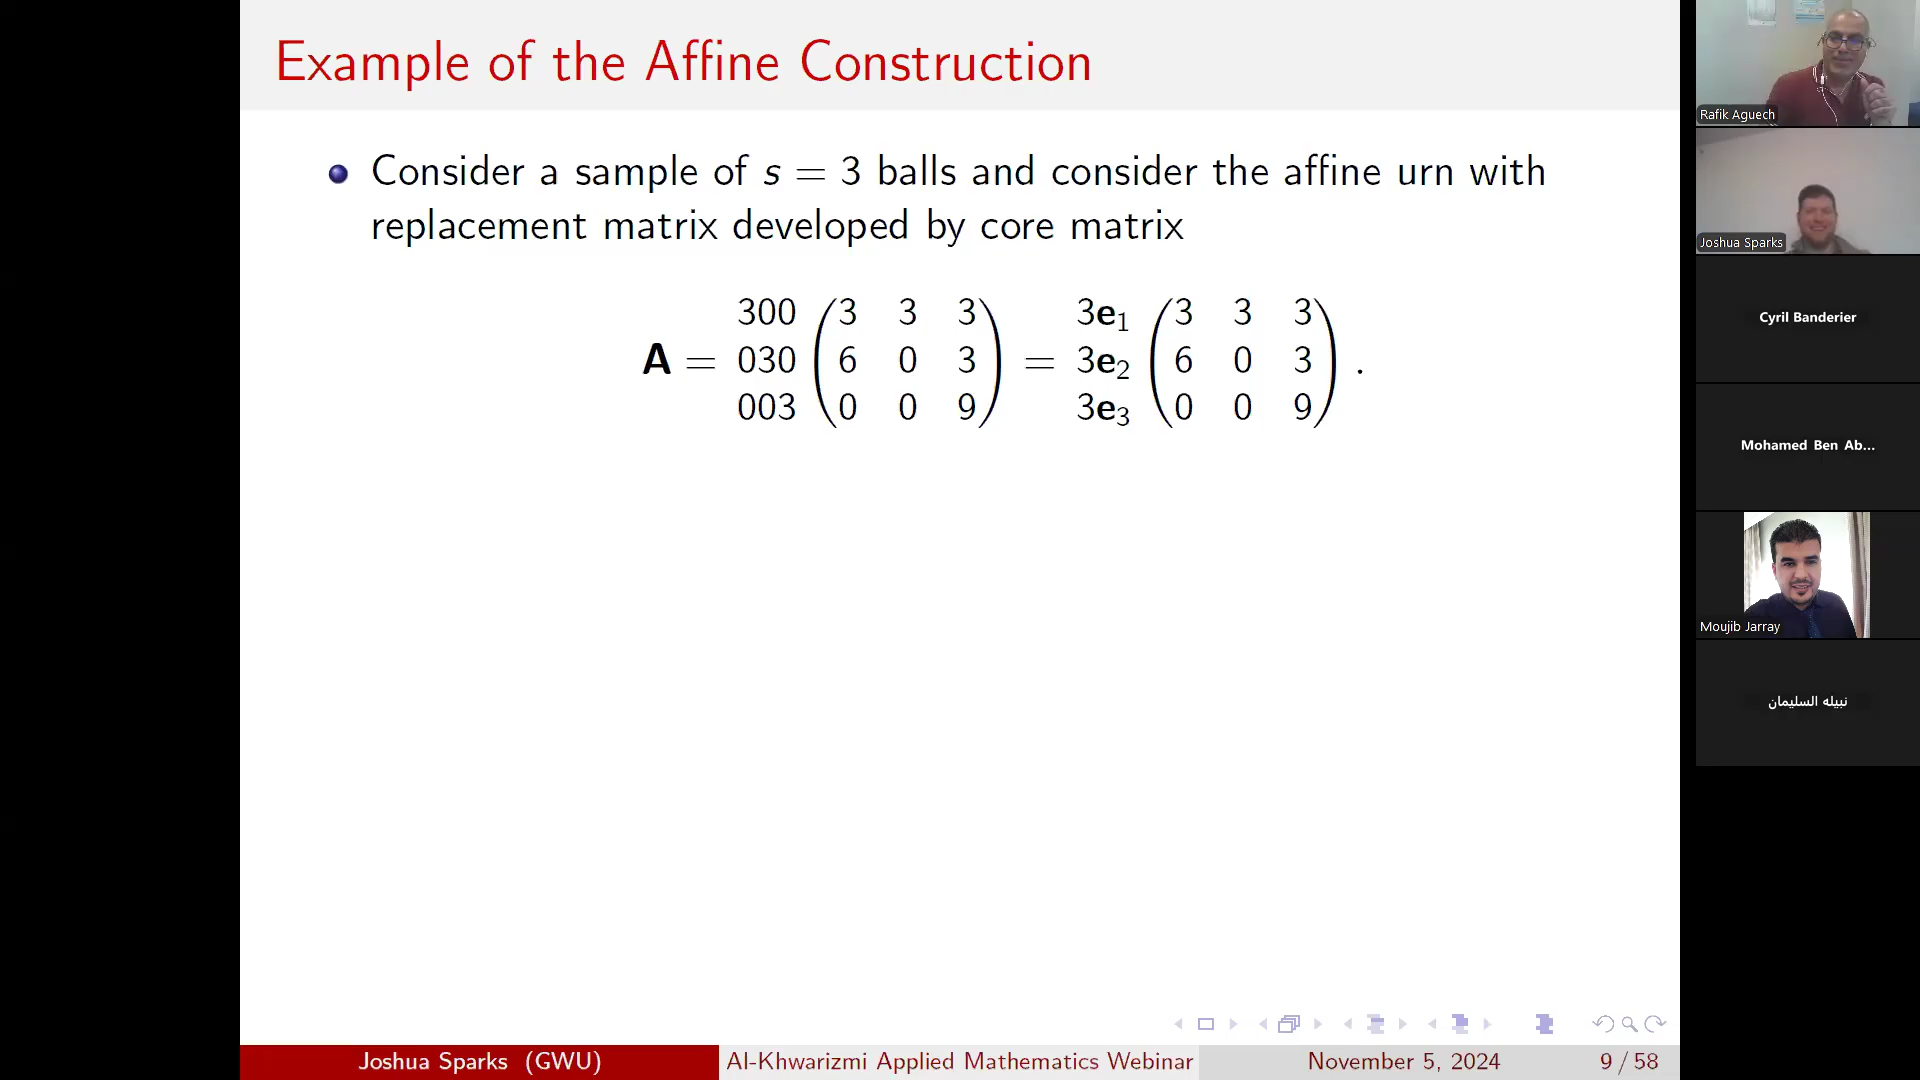 Example of the Affine Construction
Consider a sample of s = 3 balls and consider the affine urn with
replacement matrix developed by core matrix
300 3 3 3 3e₁ 3 3 3
A = 030 6 0 3 = 3e₂ 6 0 3 .
003 0 0 9 3e₃ 0 0 9
Joshua Sparks (GWU) Al-Khwarizmi Applied Mathematics Webinar November 5, 2024 9 / 58
Rafik Aguech
Joshua Sparks
Cyril Banderier
Mohamed Ben Ab...
Moujib Jarray
نبيله السليمان